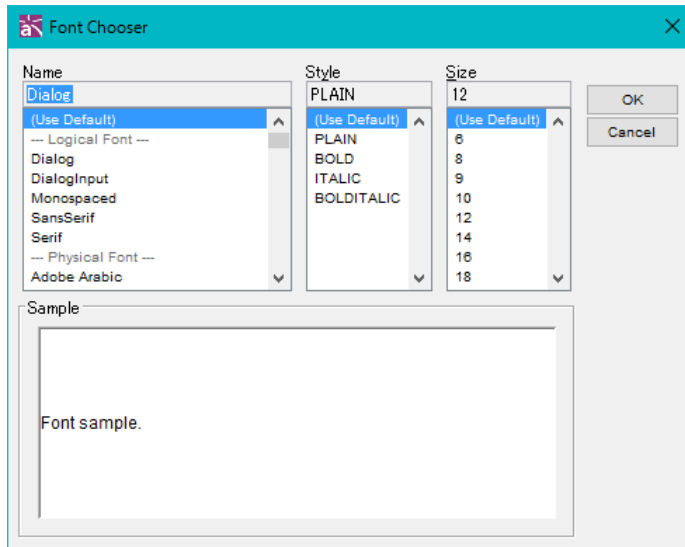 Font Chooser
Name
Dialog
(Use Default)
--- Logical Font ---
Dialog
DialogInput
Monospaced
SansSerif
Serif
--- Physical Font ---
Adobe Arabic
Style
PLAIN
(Use Default)
PLAIN
BOLD
ITALIC
BOLDITALIC
Size
12
(Use Default)
6
8
9
10
12
14
16
18
OK
Cancel
Sample
Font sample.